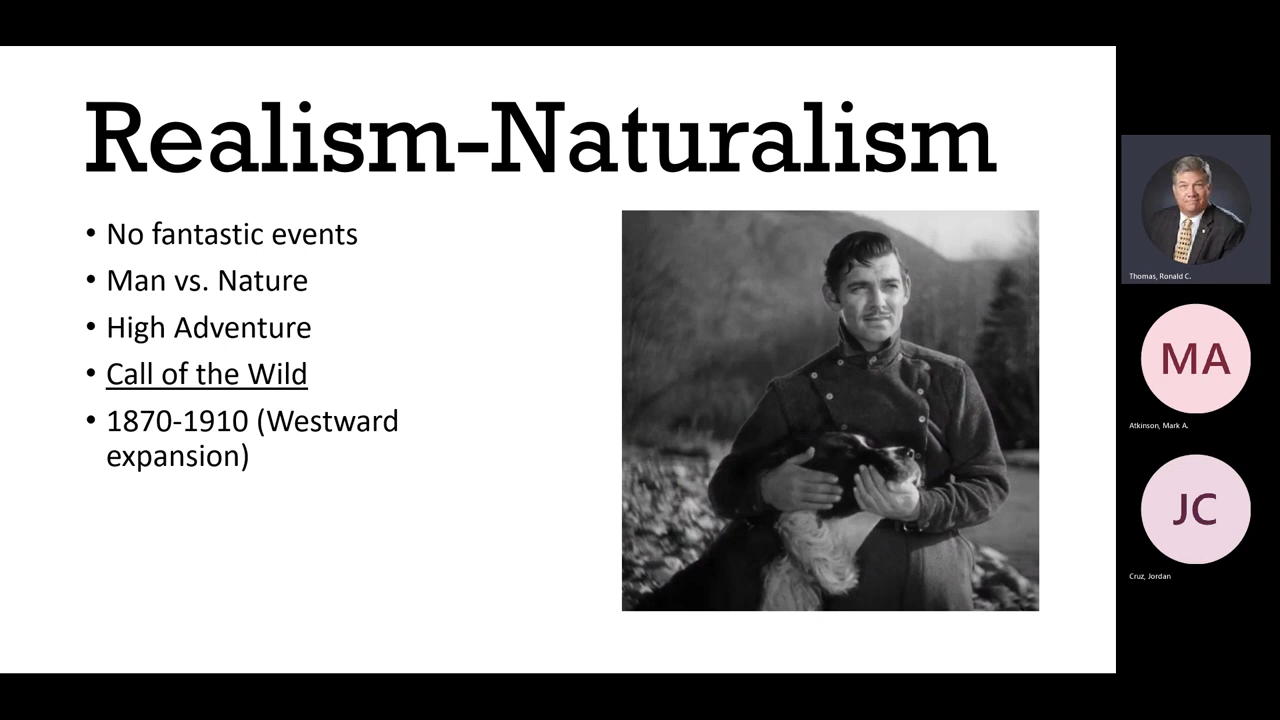 Realism-Naturalism
• No fantastic events
• Man vs. Nature
• High Adventure
• Call of the Wild
• 1870-1910 (Westward
expansion)
Thomas, Ronald C.
MA
Atkinson, Mark A.
JC
Cruz, Jordan